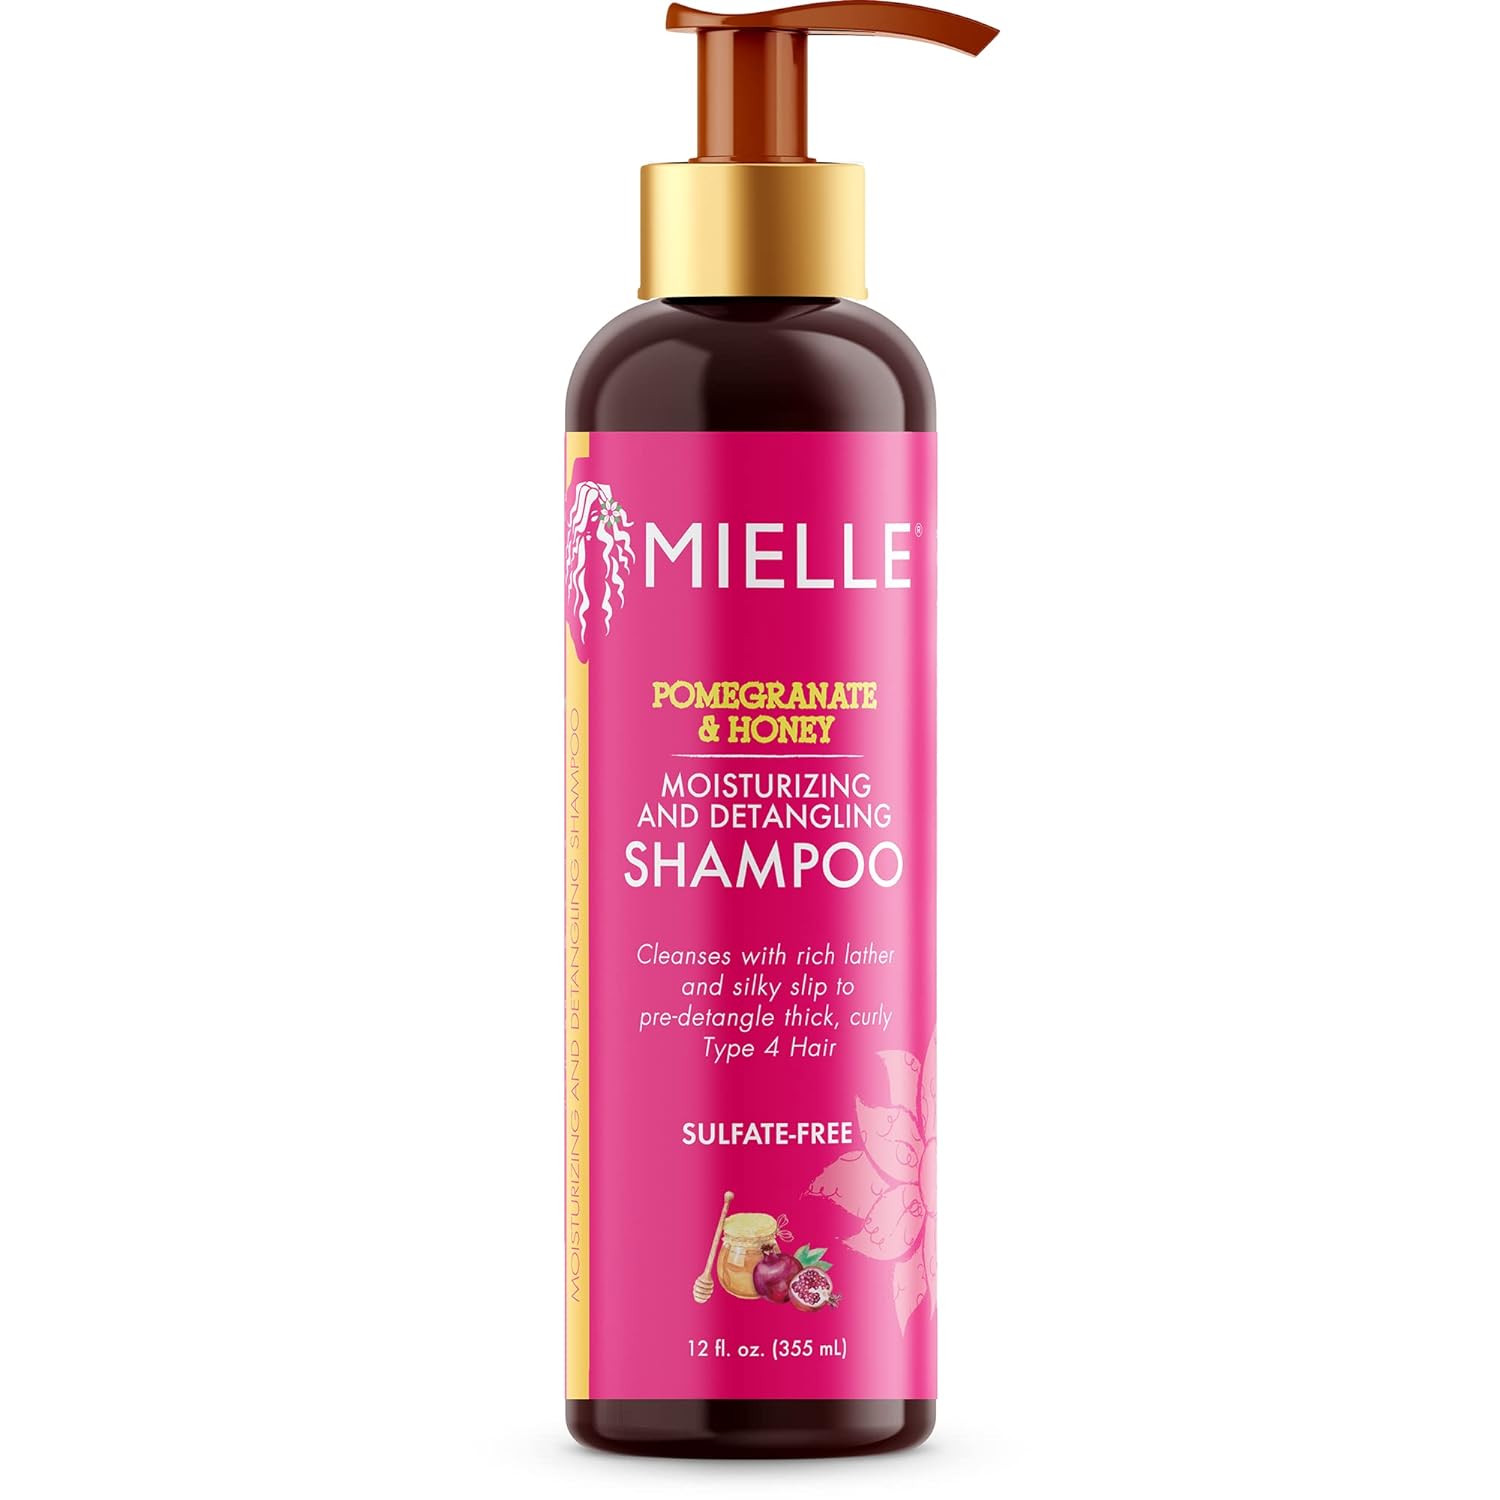 MIELLE®
POMEGRANATE
& HONEY
MOISTURIZING
AND DETANGLING
SHAMPOO
Cleanses with rich lather
and silky slip to
pre-detangle thick, curly
Type 4 Hair
SULFATE-FREE
12 fl. oz. (355 mL)
MOISTURIZING AND DETANGLING SHAMPOO